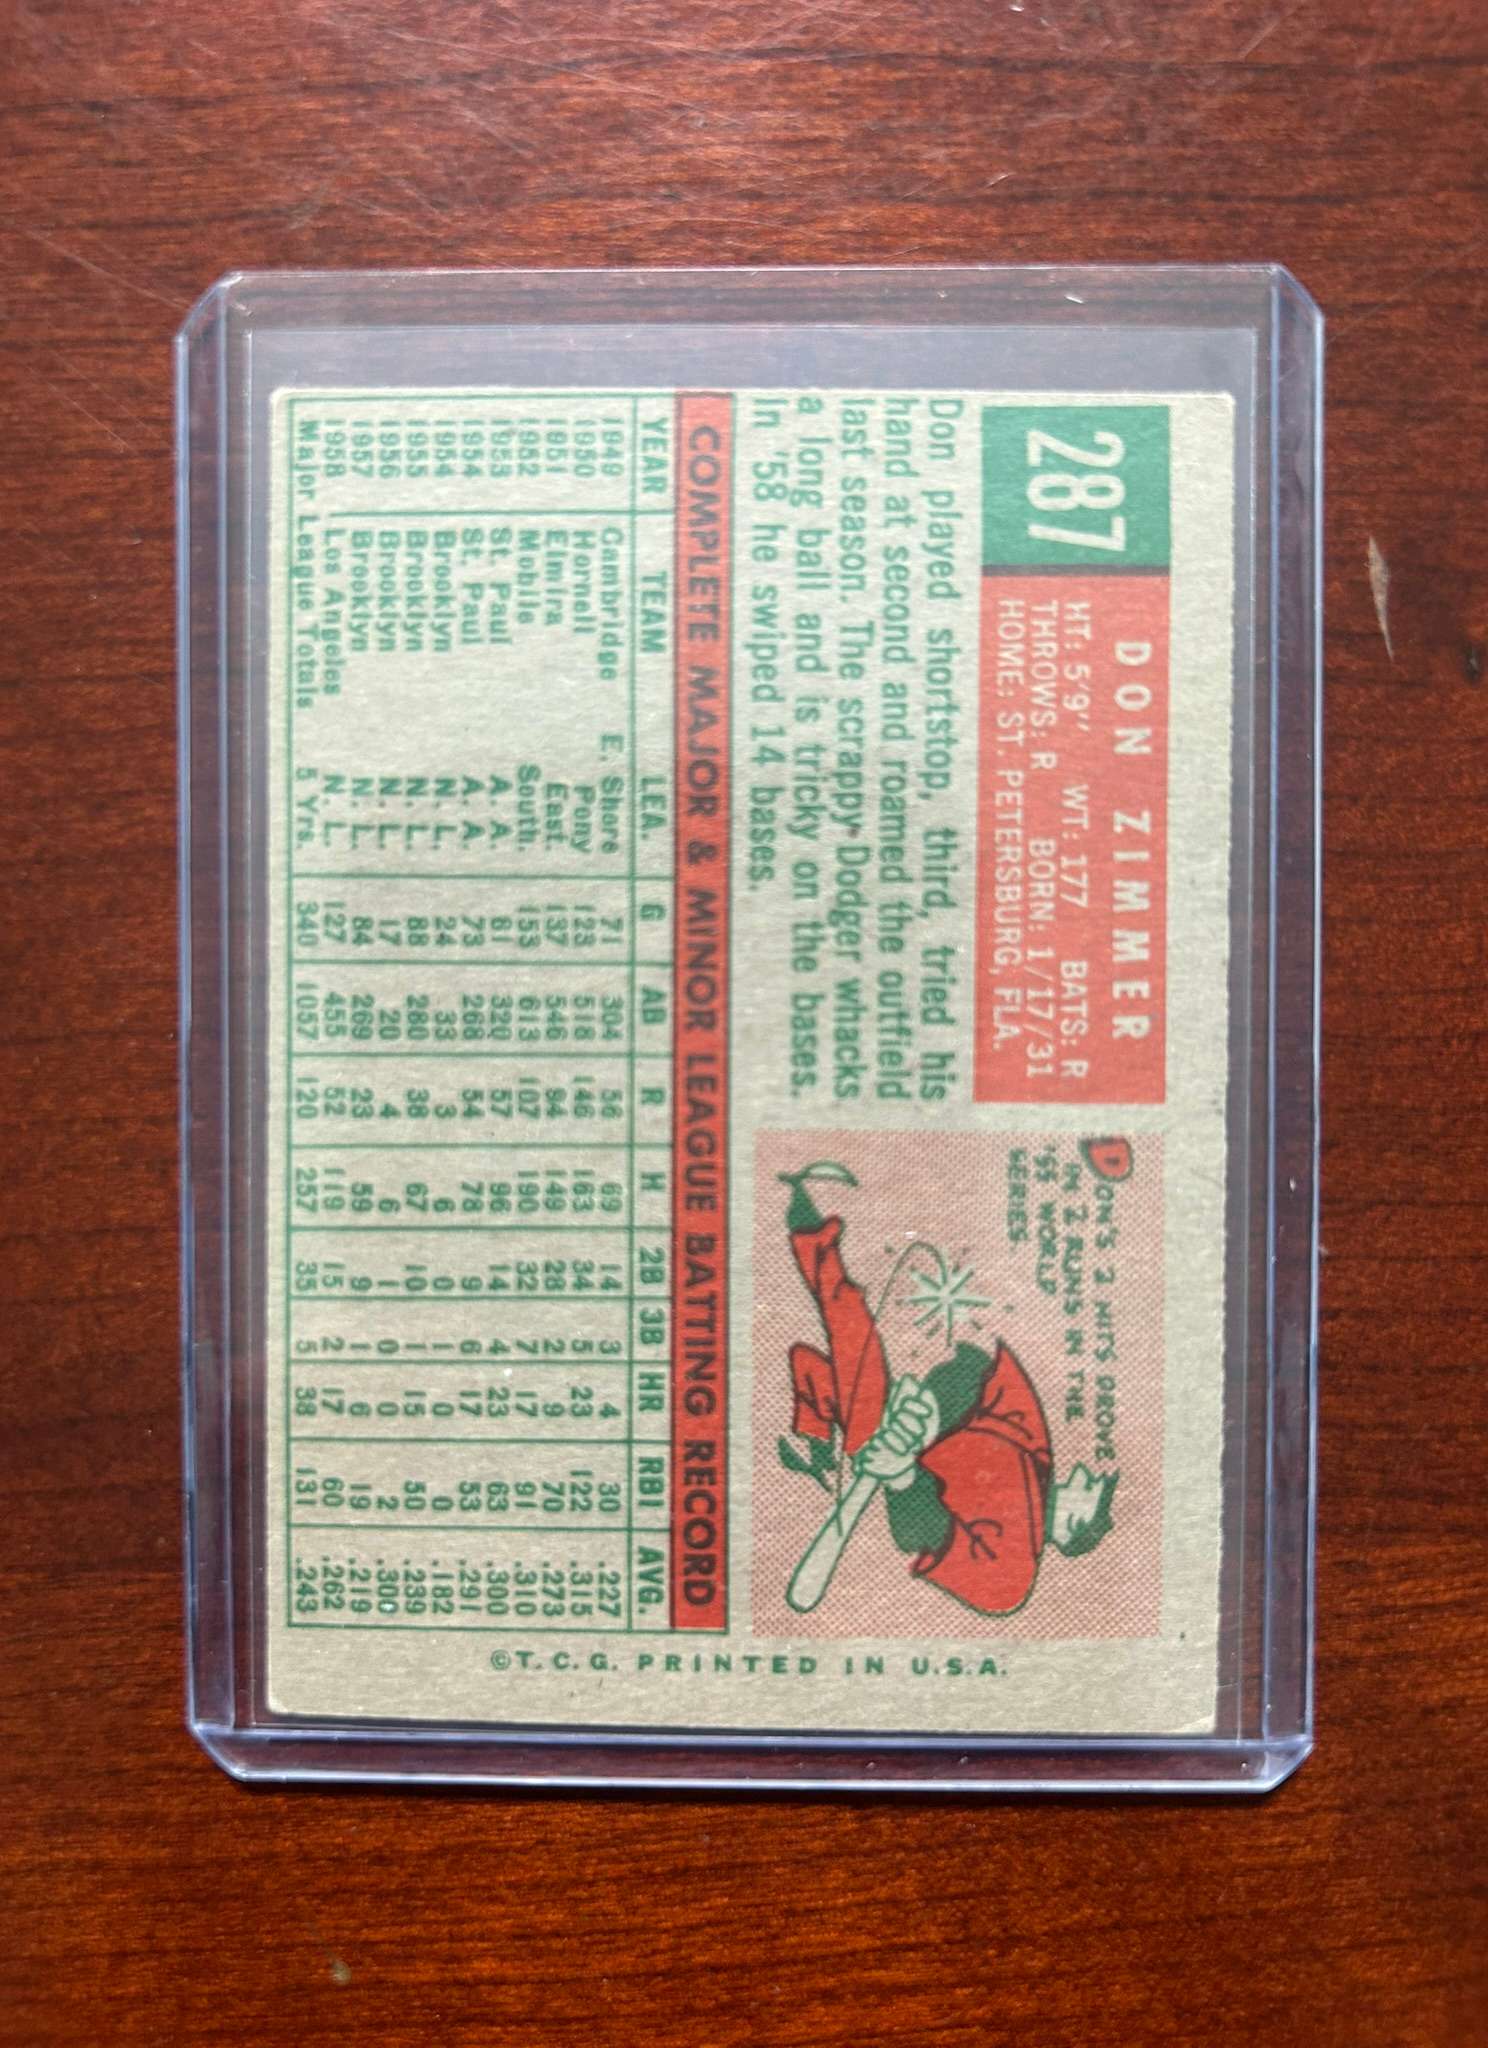 287
DON ZIMMER
HT: 5'9" WT: 177 BATS: R
THROWS: R BORN: 1/17/31
HOME: ST. PETERSBURG, FLA.
Don played shortstop, third, tried his
hand at second and roamed the outfield
last season. The scrappy Dodger whacks
a long ball and is tricky on the bases.
In '58 he swiped 14 bases.
DON'S 2 HITS DROVE
IN 2 RUNS IN THE
'55 WORLD
SERIES.
COMPLETE MAJOR & MINOR LEAGUE BATTING RECORD
YEAR TEAM LEA. G AB R H 2B 3B HR RBI AVG.
1949 Cambridge E. Shore 71 304 56 69 14 3 4 30 .227
1950 Hornell Pony 123 518 146 163 34 5 23 122 .315
1951 Elmira East. 137 546 94 149 28 2 9 70 .273
1952 Mobile South. 153 613 107 190 32 7 17 91 .310
1953 St. Paul A. A. 81 320 57 96 14 4 23 63 .300
1954 St. Paul A. A. 73 268 54 78 9 6 17 53 .291
1954 Brooklyn N. L. 24 33 3 6 0 1 0 0 .182
1955 Brooklyn N. L. 88 280 38 67 10 1 15 50 .239
1956 Brooklyn N. L. 17 20 4 6 1 0 0 2 .300
1957 Brooklyn N. L. 84 269 23 59 9 1 6 19 .219
1958 Los Angeles N. L. 127 455 52 119 15 2 17 60 .262
Major League Totals 5 Yrs. 340 1057 120 257 35 5 38 131 .243
©T. C. G. PRINTED IN U.S.A.